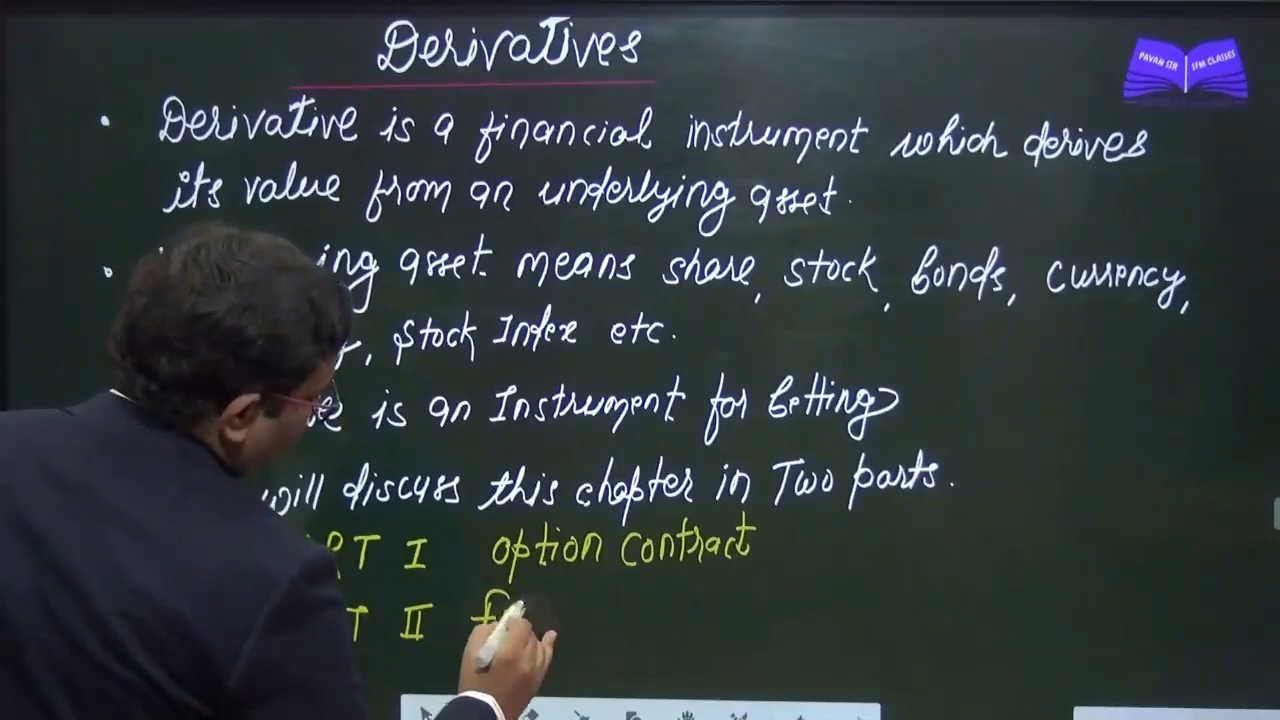 Derivatives
PAVAN SIR SFM CLASSES
• Derivative is a financial instrument which derives
its value from an underlying asset.
• asset means share, stock, bonds, currency,
, Stock Index etc.
is an Instrument for betting
will discuss this chapter in Two parts.
I option contract
II